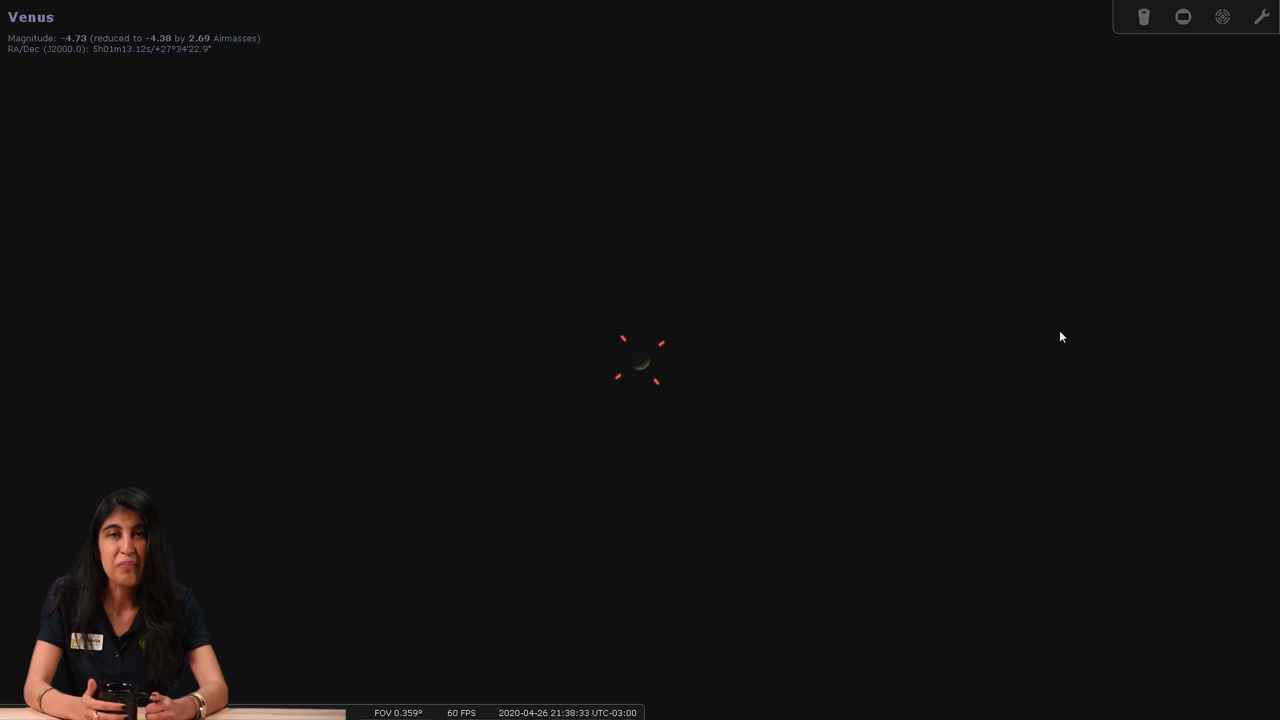 Venus
Magnitude: -4.73 (reduced to -4.38 by 2.69 Airmasses)
RA/Dec (J2000.0): 5h01m13.12s/+27°34'22.9"
FOV 0.359°
60 FPS
2020-04-26 21:38:33 UTC-03:00